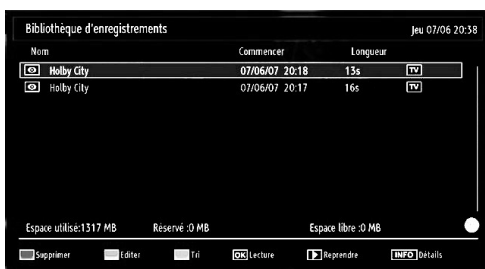 Bibliothèque d'enregistrements Jeu 07/06 20:38
Nom Commencer Longueur
Holby City 07/06/07 20:18 13s TV
Holby City 07/06/07 20:17 16s TV
Espace utilisé:1317 MB Réservé :0 MB Espace libre :0 MB
Supprimer Editer Tri OK Lecture Reprendre INFO Détails